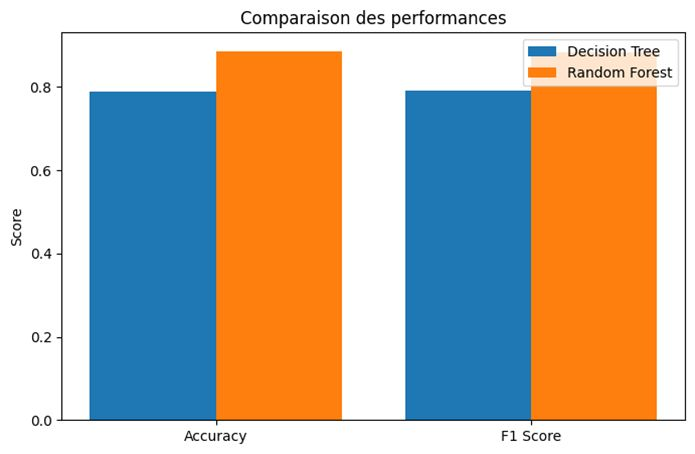 Comparaison des performances
Decision Tree
Random Forest
Score
0.8
0.6
0.4
0.2
0.0
Accuracy
F1 Score